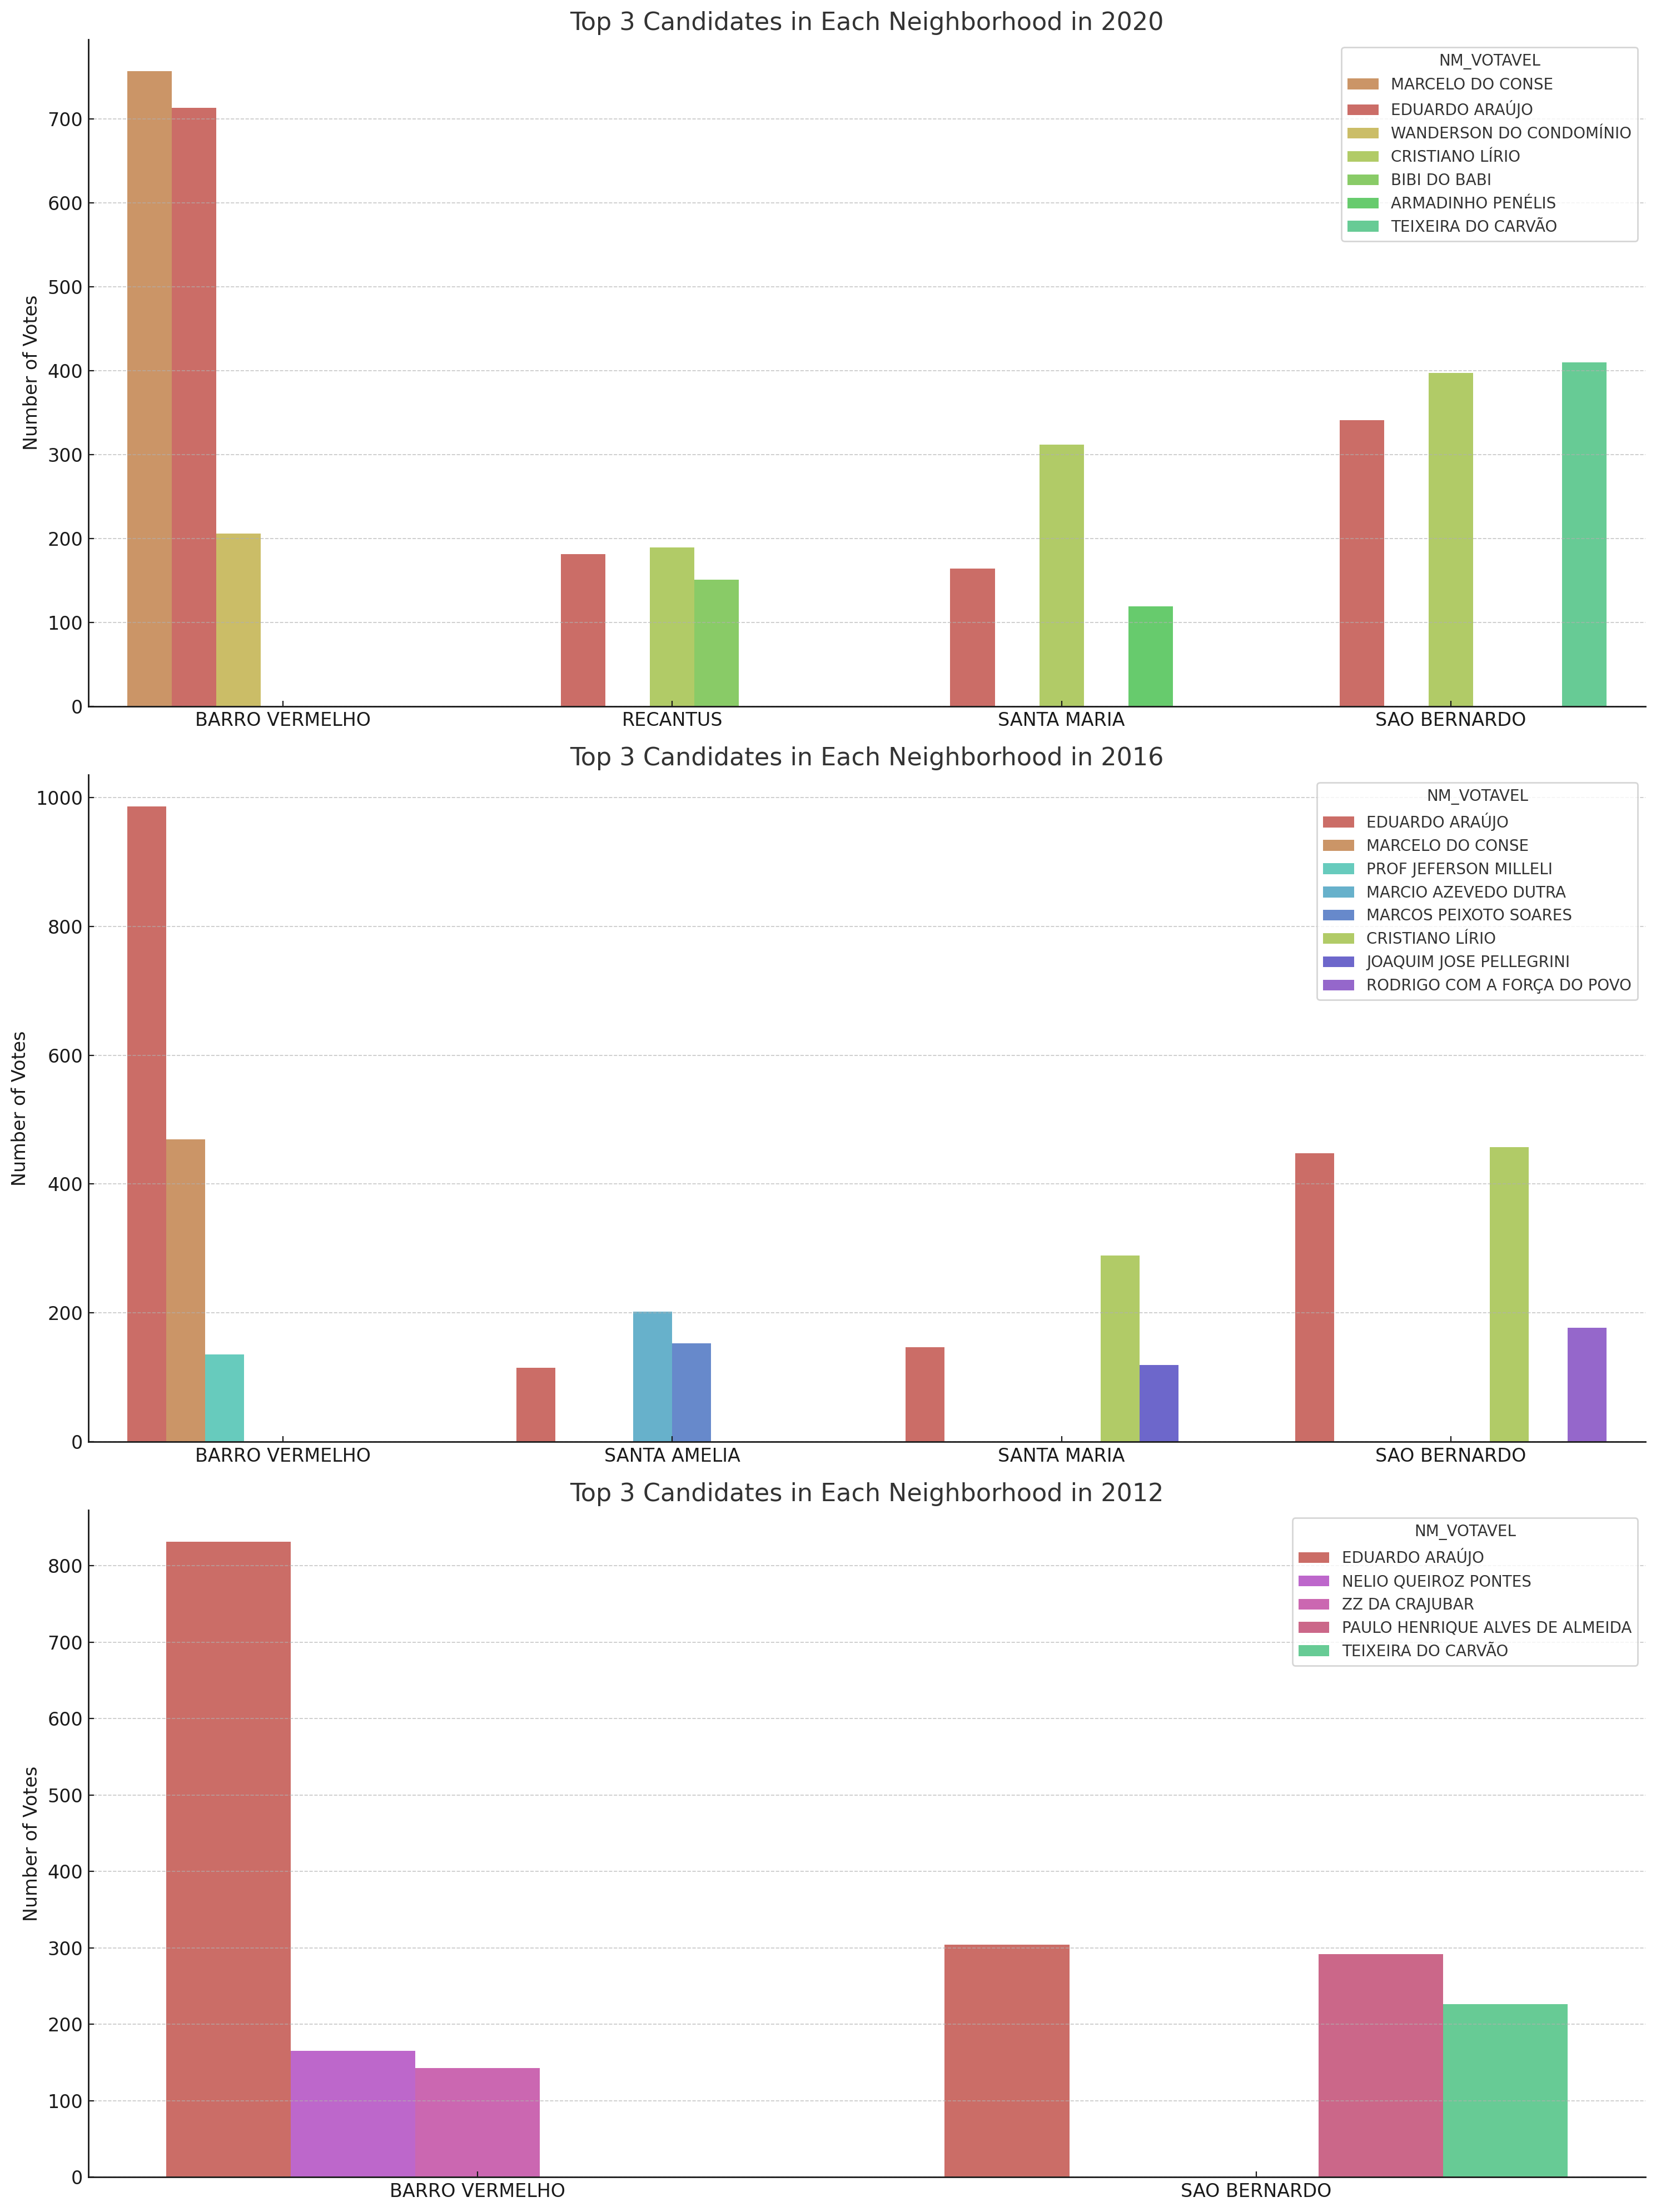 Top 3 Candidates in Each Neighborhood in 2020
NM_VOTAVEL
MARCELO DO CONSE
EDUARDO ARAÚJO
WANDERSON DO CONDOMÍNIO
CRISTIANO LÍRIO
BIBI DO BABI
ARMADINHO PENÉLIS
TEIXEIRA DO CARVÃO
Number of Votes
700
600
500
400
300
200
100
0
BARRO VERMELHO
RECANTUS
SANTA MARIA
SAO BERNARDO
Top 3 Candidates in Each Neighborhood in 2016
NM_VOTAVEL
EDUARDO ARAÚJO
MARCELO DO CONSE
PROF JEFERSON MILLELI
MARCIO AZEVEDO DUTRA
MARCOS PEIXOTO SOARES
CRISTIANO LÍRIO
JOAQUIM JOSE PELLEGRINI
RODRIGO COM A FORÇA DO POVO
Number of Votes
1000
800
600
400
200
0
BARRO VERMELHO
SANTA AMELIA
SANTA MARIA
SAO BERNARDO
Top 3 Candidates in Each Neighborhood in 2012
NM_VOTAVEL
EDUARDO ARAÚJO
NELIO QUEIROZ PONTES
ZZ DA CRAJUBAR
PAULO HENRIQUE ALVES DE ALMEIDA
TEIXEIRA DO CARVÃO
Number of Votes
800
700
600
500
400
300
200
100
0
BARRO VERMELHO
SAO BERNARDO